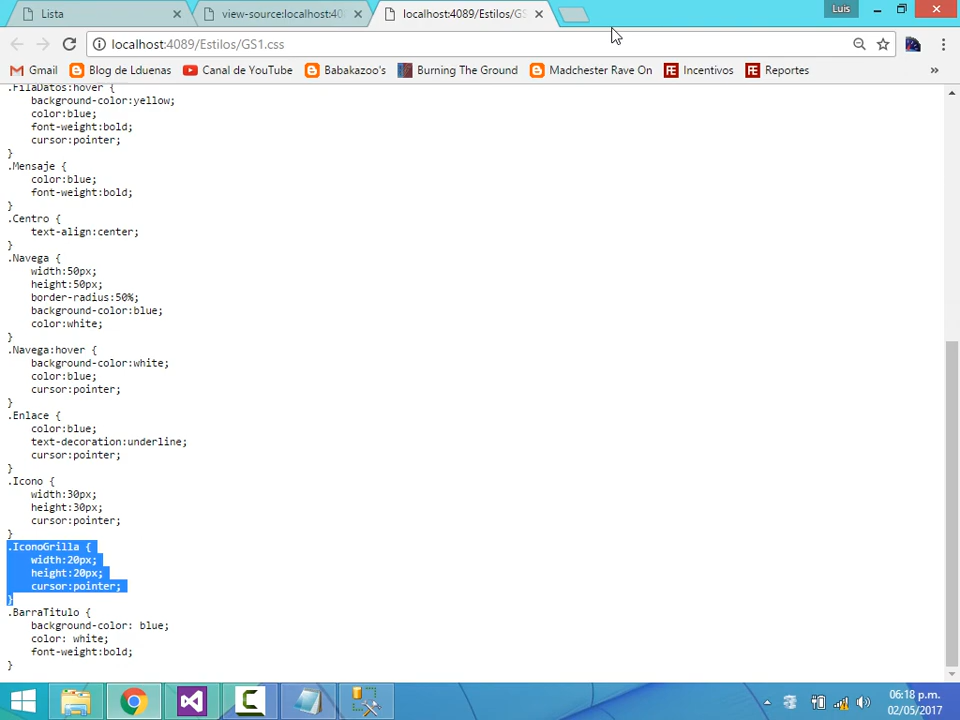 Lista
view-source:localhost:40
localhost:4089/Estilos/GS
Luis
localhost:4089/Estilos/GS1.css
Gmail
Blog de Lduenas
Canal de YouTube
Babakazoo's
Burning The Ground
Madchester Rave On
Incentivos
Reportes
»
.FilaDatos:hover {
background-color:yellow;
color:blue;
font-weight:bold;
cursor:pointer;
}
.Mensaje {
color:blue;
font-weight:bold;
}
.Centro {
text-align:center;
}
.Navega {
width:50px;
height:50px;
border-radius:50%;
background-color:blue;
color:white;
}
.Navega:hover {
background-color:white;
color:blue;
cursor:pointer;
}
.Enlace {
color:blue;
text-decoration:underline;
cursor:pointer;
}
.Icono {
width:30px;
height:30px;
cursor:pointer;
}
.IconoGrilla {
width:20px;
height:20px;
cursor:pointer;
}
.BarraTitulo {
background-color: blue;
color: white;
font-weight:bold;
}
06:18 p.m.
02/05/2017